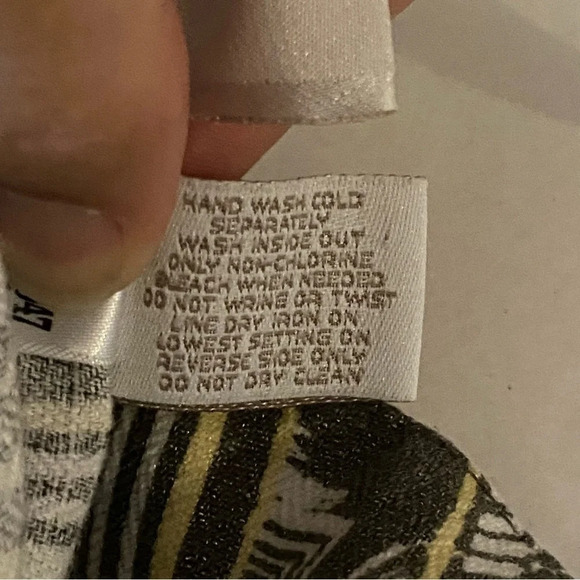 HAND WASH COLD
SEPARATELY
WASH INSIDE OUT
ONLY NON-CHLORINE
BLEACH WHEN NEEDED
DO NOT WRINE OR TWIST
LINE DRY IRON ON
LOWEST SETTING ON
REVERSE SIDE ONLY
DO NOT DRY CLEAN